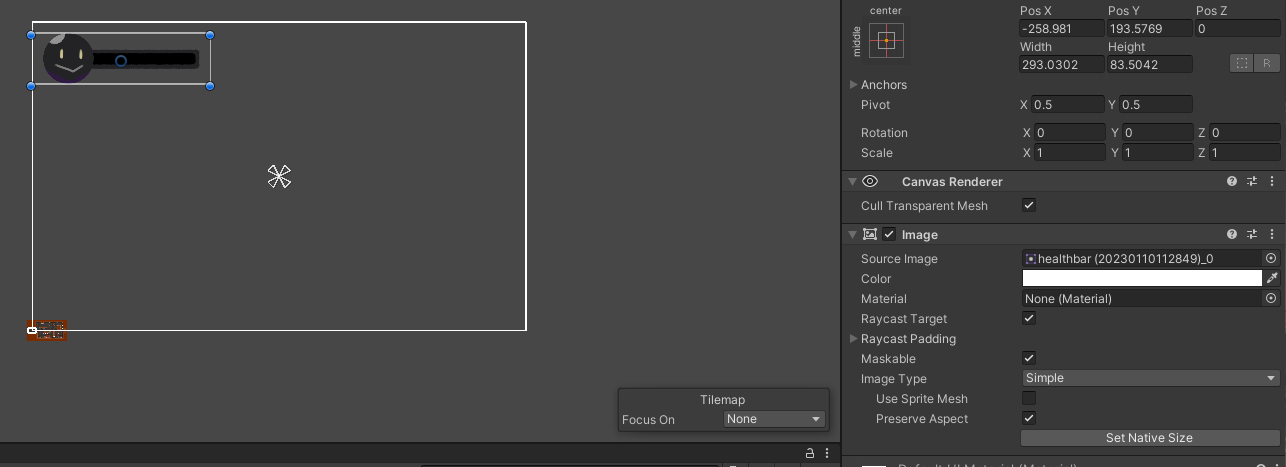 center
Pos X Pos Y Pos Z
middle
-258.981 193.5769 0
Width Height
293.0302 83.5042
R
Anchors
Pivot X 0.5 Y 0.5
Rotation X 0 Y 0 Z 0
Scale X 1 Y 1 Z 1
Canvas Renderer
Cull Transparent Mesh
Image
Source Image healthbar (20230110112849)_0
Color
Material None (Material)
Raycast Target
Raycast Padding
Maskable
Image Type Simple
Use Sprite Mesh
Preserve Aspect
Set Native Size
Tilemap
Focus On None